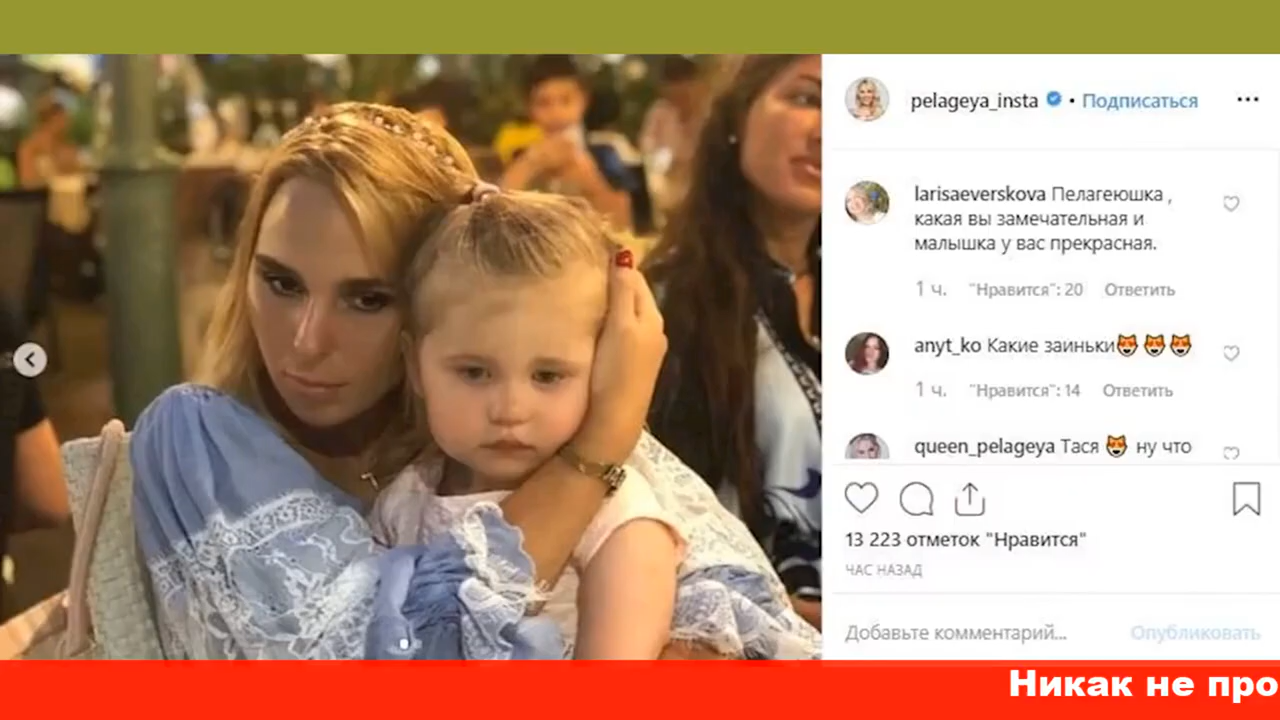 pelageya_insta • Подписаться
larisaeverskova Пелагеюшка ,
какая вы замечательная и
малышка у вас прекрасная.
1 ч. "Нравится": 20 Ответить
anyt_ko Какие заиньки😻😻😻
1 ч. "Нравится": 14 Ответить
queen_pelageya Тася 😻 ну что
13 223 отметок "Нравится"
ЧАС НАЗАД
Добавьте комментарий... Опубликовать
Никак не про